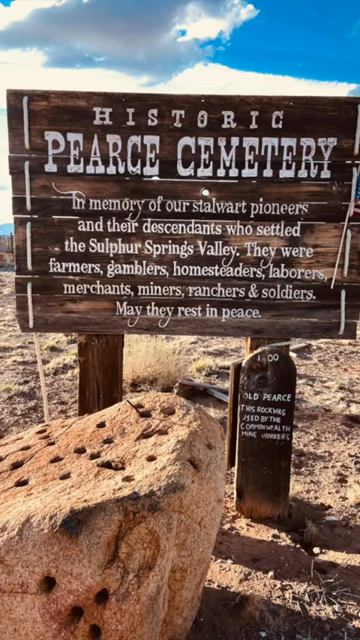 HISTORIC
PEARCE CEMETERY
In memory of our stalwart pioneers
and their descendants who settled
the Sulphur Springs Valley. They were
farmers, gamblers, homesteaders, laborers,
merchants, miners, ranchers & soldiers.
May they rest in peace.
OLD PEARCE
THIS ROCK WAS
USED BY THE
COMMONWEALTH
MINE WORKERS